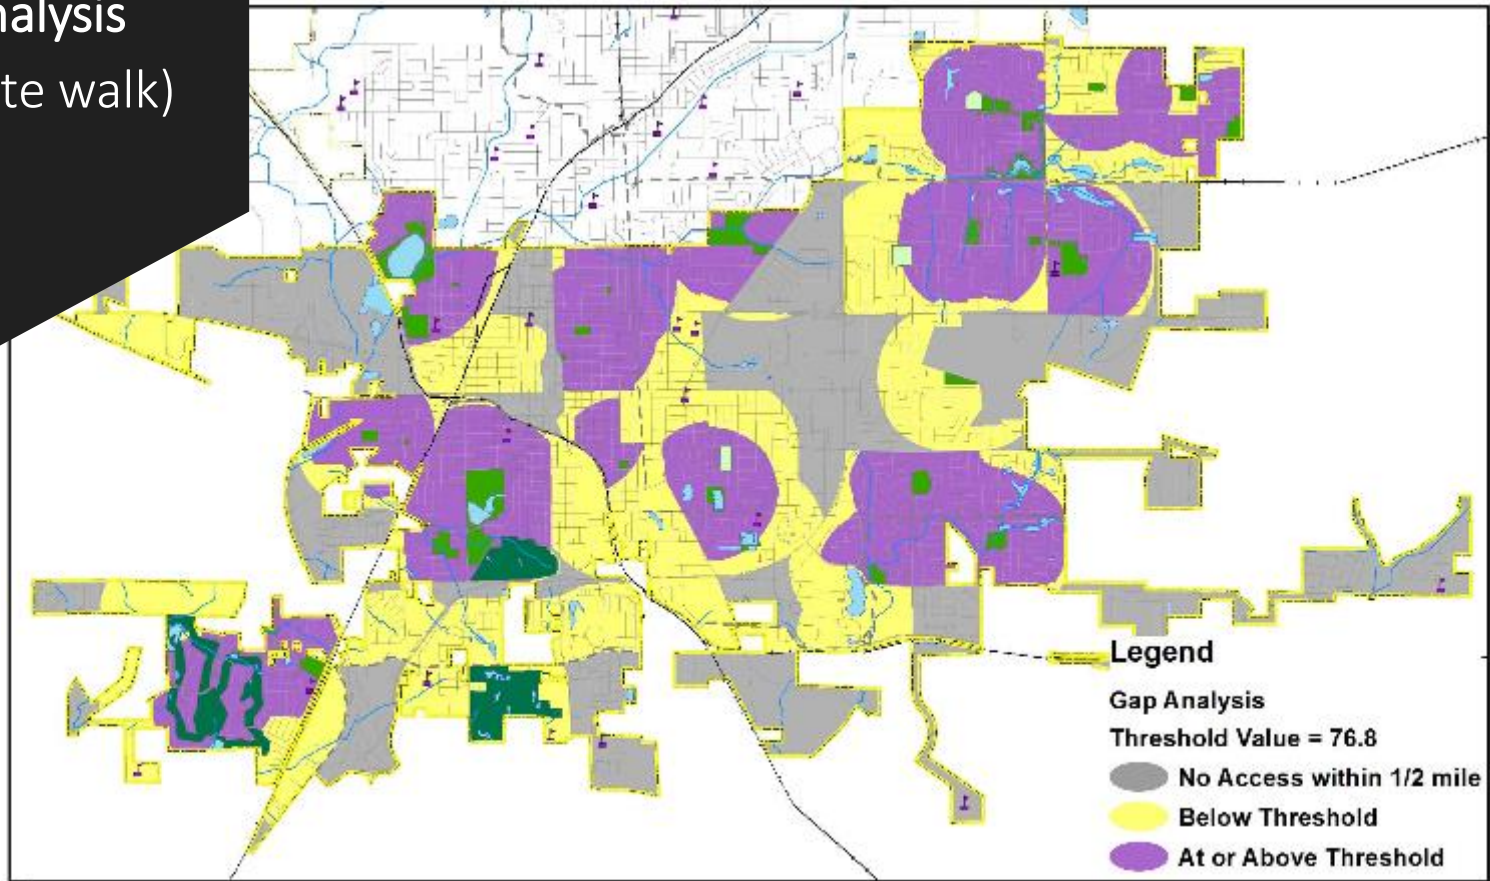 nalysis
te walk)
Legend
Gap Analysis
Threshold Value = 76.8
No Access within 1/2 mile
Below Threshold
At or Above Threshold